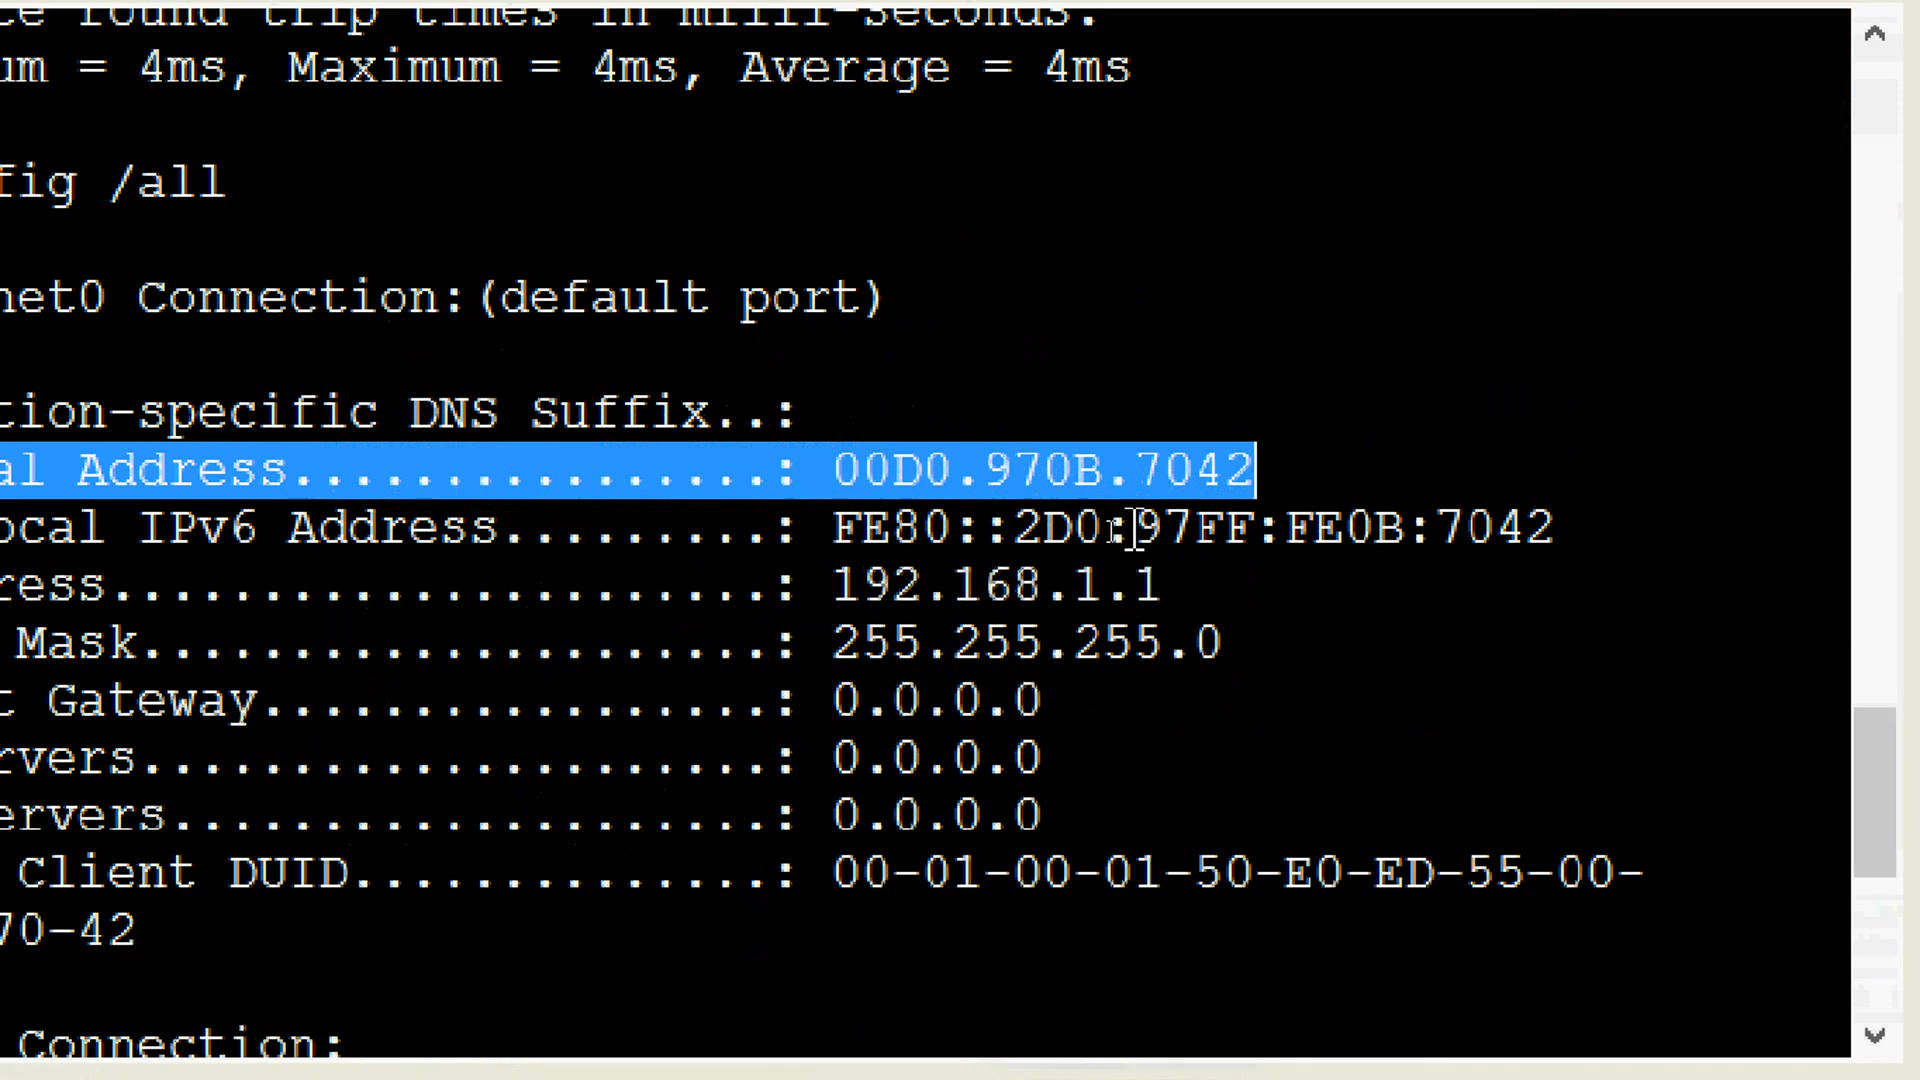 ce round trip times in milli-seconds:
um = 4ms, Maximum = 4ms, Average = 4ms
fig /all
net0 Connection:(default port)
tion-specific DNS Suffix..:
al Address................: 00D0.970B.7042
ocal IPv6 Address.........: FE80::2D0:97FF:FE0B:7042
ress......................: 192.168.1.1
Mask.....................: 255.255.255.0
t Gateway.................: 0.0.0.0
rvers.....................: 0.0.0.0
ervers....................: 0.0.0.0
Client DUID..............: 00-01-00-01-50-E0-ED-55-00-
70-42
Connection: